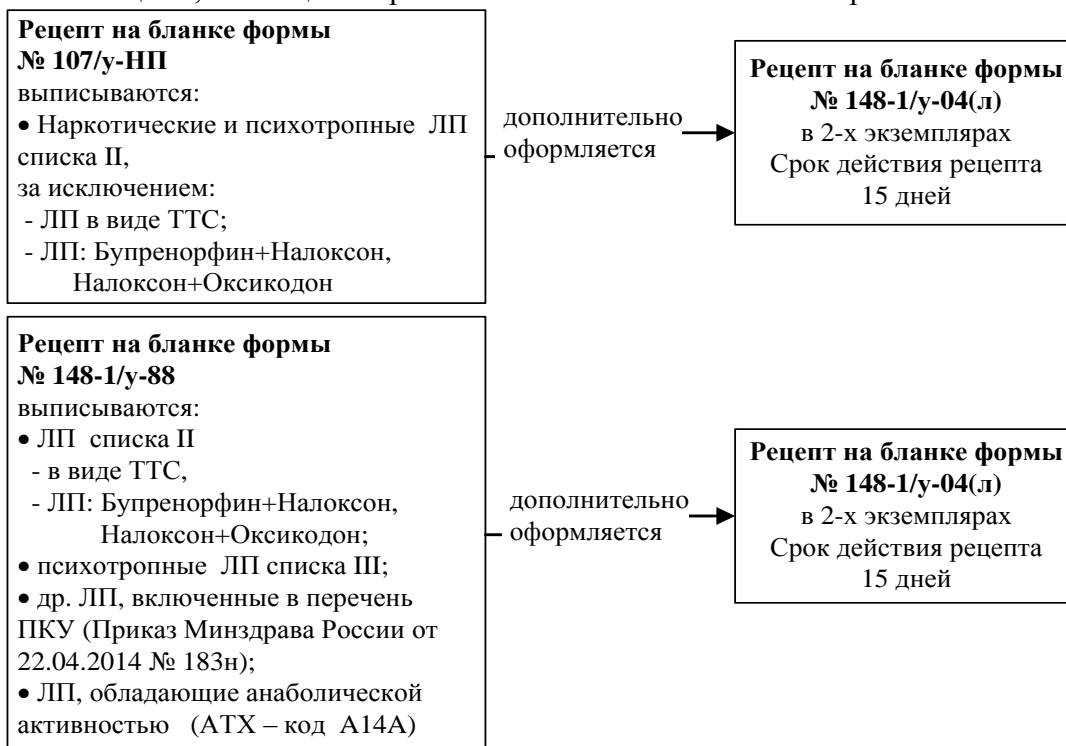 Рецепт на бланке формы
№ 107/у-НП
выписываются:
• Наркотические и психотропные ЛП
списка II,
за исключением:
- ЛП в виде ТТС;
- ЛП: Бупренорфин+Налоксон,
Налоксон+Оксикодон
дополнительно
оформляется
Рецепт на бланке формы
№ 148-1/у-04(л)
в 2-х экземплярах
Срок действия рецепта
15 дней
Рецепт на бланке формы
№ 148-1/у-88
выписываются:
• ЛП списка II
- в виде ТТС,
- ЛП: Бупренорфин+Налоксон,
Налоксон+Оксикодон;
• психотропные ЛП списка III;
• др. ЛП, включенные в перечень
ПКУ (Приказ Минздрава России от
22.04.2014 № 183н);
• ЛП, обладающие анаболической
активностью (АТХ – код А14А)
дополнительно
оформляется
Рецепт на бланке формы
№ 148-1/у-04(л)
в 2-х экземплярах
Срок действия рецепта
15 дней